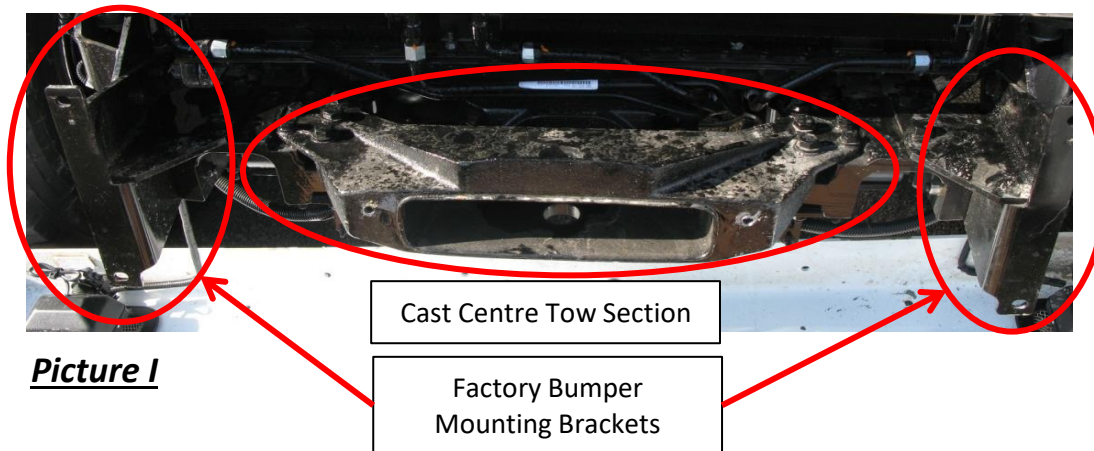 Cast Centre Tow Section
Picture I
Factory Bumper
Mounting Brackets